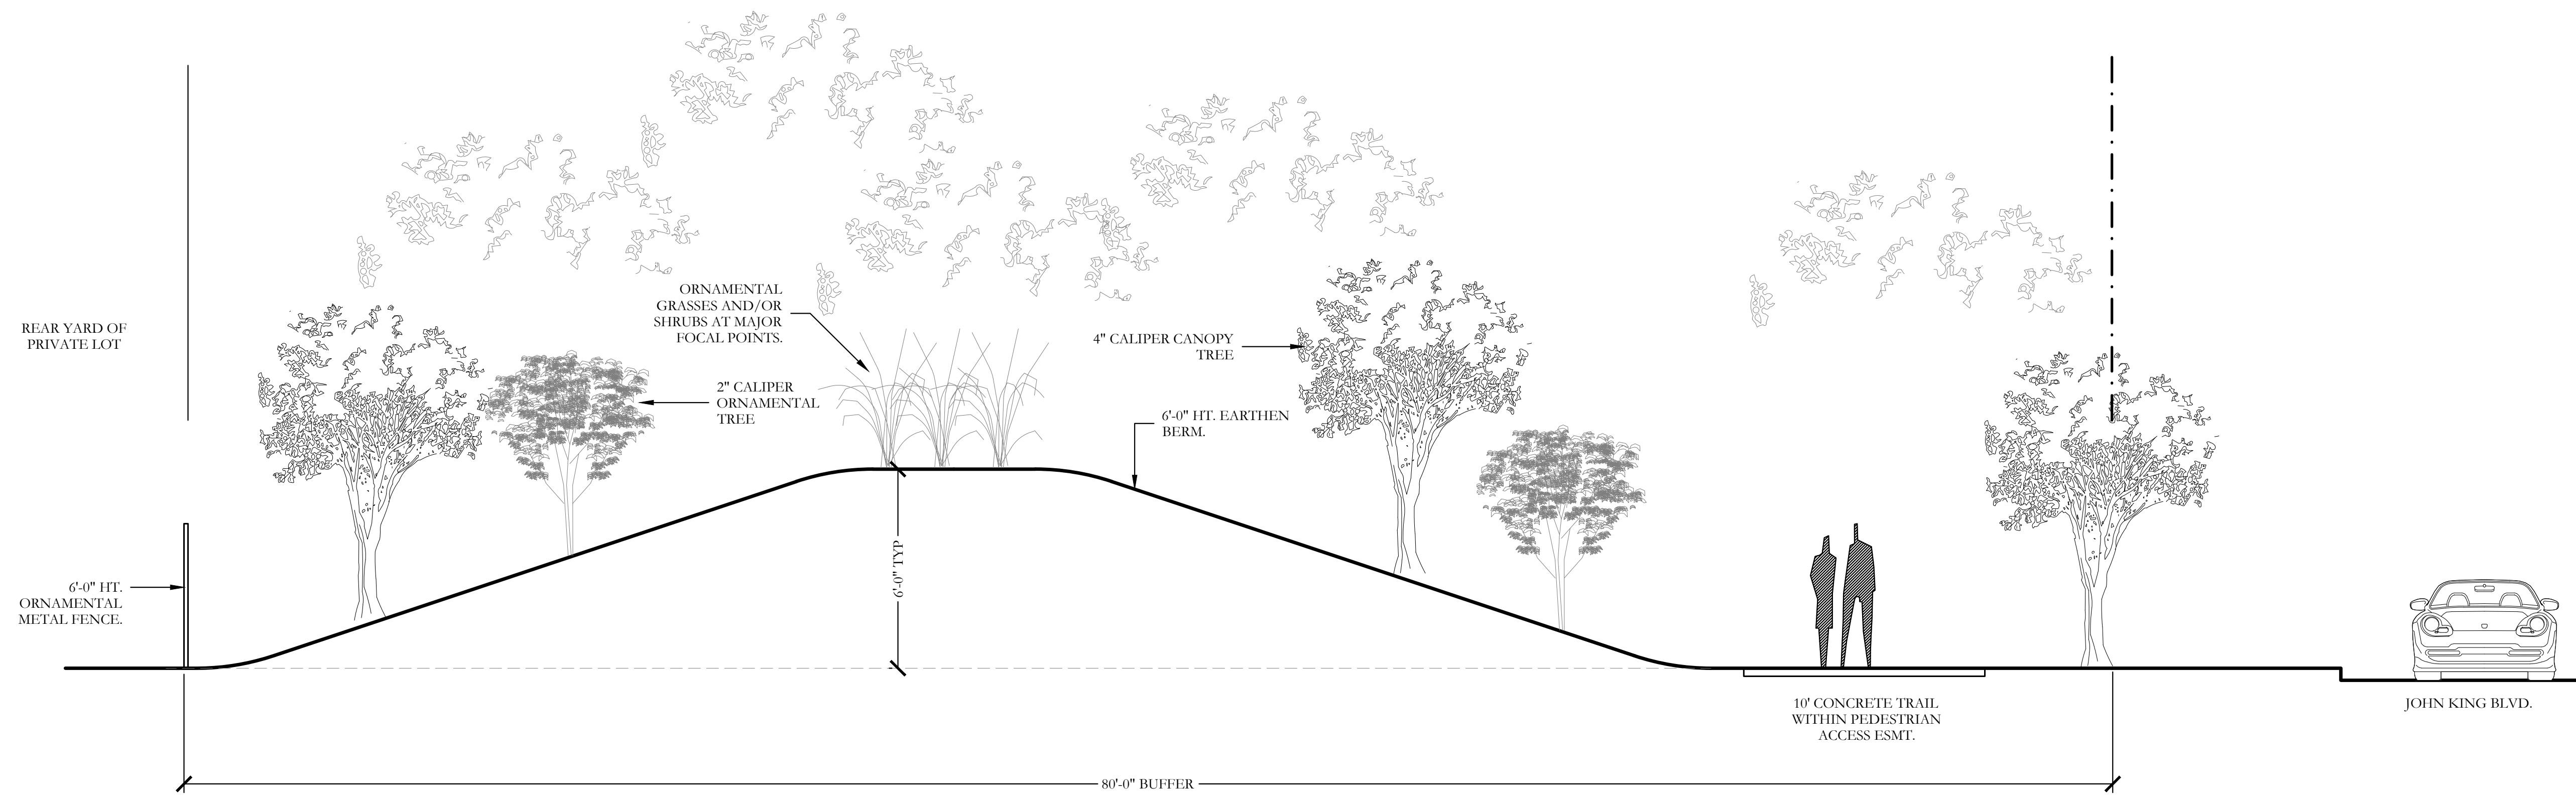 REAR YARD OF
PRIVATE LOT
6'-0" HT.
ORNAMENTAL
METAL FENCE.
ORNAMENTAL
GRASSES AND/OR
SHRUBS AT MAJOR
FOCAL POINTS.
2" CALIPER
ORNAMENTAL
TREE
4" CALIPER CANOPY
TREE
6'-0" HT. EARTHEN
BERM.
6'-0" TYP
10' CONCRETE TRAIL
WITHIN PEDESTRIAN
ACCESS ESMT.
JOHN KING BLVD.
80'-0" BUFFER